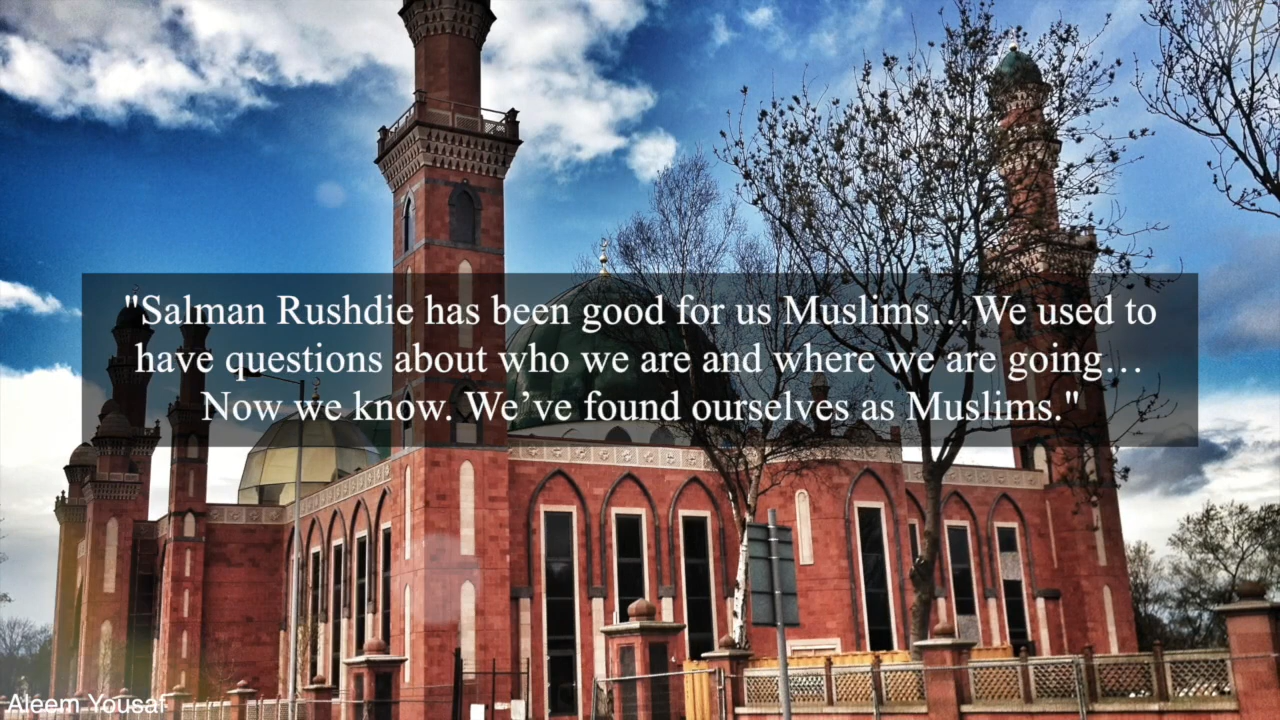 "Salman Rushdie has been good for us Muslims…We used to
have questions about who we are and where we are going…
Now we know. We’ve found ourselves as Muslims."
Aleem Yousaf